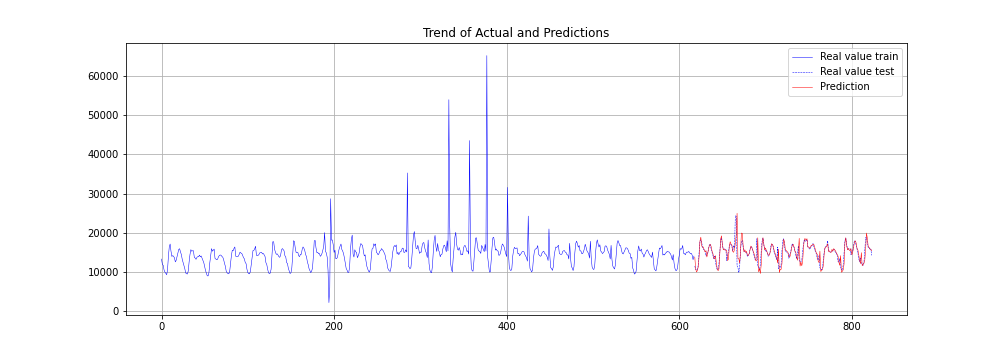 Trend of Actual and Predictions
Real value train
Real value test
Prediction
60000
50000
40000
30000
20000
10000
0
0 200 400 600 800